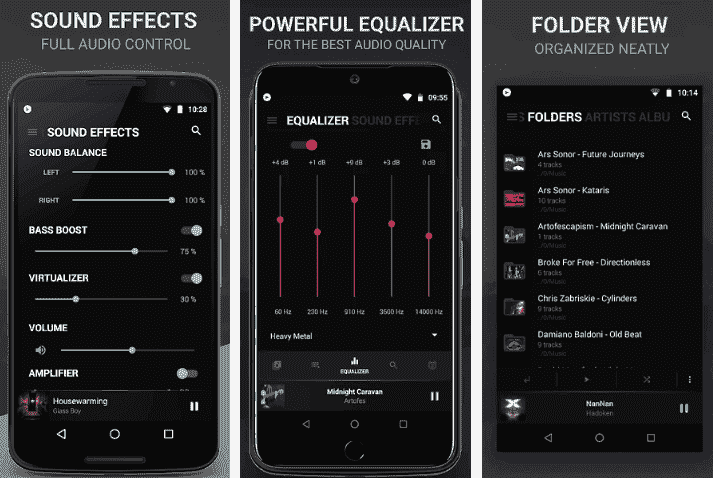 SOUND EFFECTS
FULL AUDIO CONTROL
10:28
SOUND EFFECTS
SOUND BALANCE
LEFT 100 %
RIGHT 100 %
BASS BOOST
75 %
VIRTUALIZER
30 %
VOLUME
AMPLIFIER
Housewarming
Glass Boy
POWERFUL EQUALIZER
FOR THE BEST AUDIO QUALITY
09:55
EQUALIZER SOUND EFF
+4 dB +1 dB +9 dB +3 dB 0 dB
60 Hz 230 Hz 910 Hz 3500 Hz 14000 Hz
Heavy Metal
EQUALIZER
Midnight Caravan
Artofes
FOLDER VIEW
ORGANIZED NEATLY
10:14
S FOLDERS ARTISTS ALBU
Ars Sonor - Future Journeys
4 tracks
../0/Music
Ars Sonor - Kataris
10 tracks
../0/Music
Artofescapism - Midnight Caravan
1 tracks
../0/Music
Broke For Free - Directionless
6 tracks
../0/Music
Chris Zabriskie - Cylinders
9 tracks
../0/Music
Damiano Baldoni - Old Beat
9 tracks
../0/Music
NanNan
Hadoken